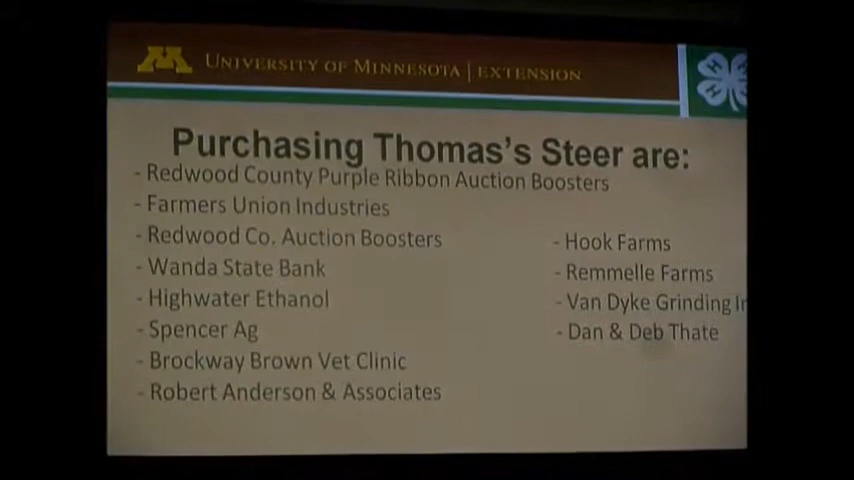 M University of Minnesota | EXTENSION
H H
H H
Purchasing Thomas's Steer are:
- Redwood County Purple Ribbon Auction Boosters
- Farmers Union Industries
- Redwood Co. Auction Boosters
- Wanda State Bank
- Highwater Ethanol
- Spencer Ag
- Brockway Brown Vet Clinic
- Robert Anderson & Associates
- Hook Farms
- Remmelle Farms
- Van Dyke Grinding
- Dan & Deb Thate